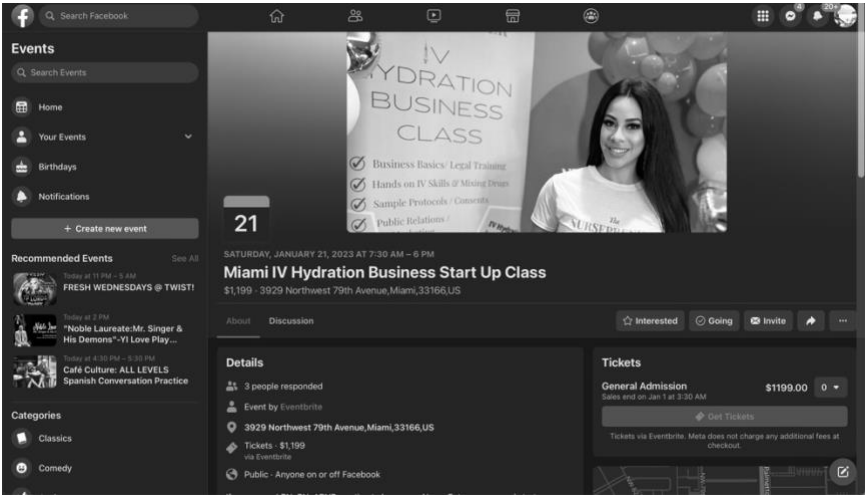 Search Facebook
4
20+
Events
Search Events
Home
Your Events
Birthdays
Notifications
+ Create new event
Recommended Events
See All
Today at 11 PM – 5 AM
FRESH WEDNESDAYS @ TWIST!
Today at 2 PM
"Noble Laureate:Mr. Singer &
His Demons"-YI Love Play...
Today at 4:30 PM – 5:30 PM
Café Culture: ALL LEVELS
Spanish Conversation Practice
Categories
Classics
Comedy
IV
HYDRATION
BUSINESS
CLASS
Business Basics/ Legal Training
Hands on IV Skills & Mixing Drugs
Sample Protocols / Consents
Public Relations /
The
21
SATURDAY, JANUARY 21, 2023 AT 7:30 AM – 6 PM
Miami IV Hydration Business Start Up Class
$1,199 · 3929 Northwest 79th Avenue,Miami,33166,US
About
Discussion
Interested
Going
Invite
...
Details
3 people responded
Event by Eventbrite
3929 Northwest 79th Avenue,Miami,33166,US
Tickets · $1,199
via Eventbrite
Public · Anyone on or off Facebook
Tickets
General Admission
$1199.00
0
Sales end on Jan 1 at 3:30 AM
Get Tickets
Tickets via Eventbrite. Meta does not charge any additional fees at
checkout.